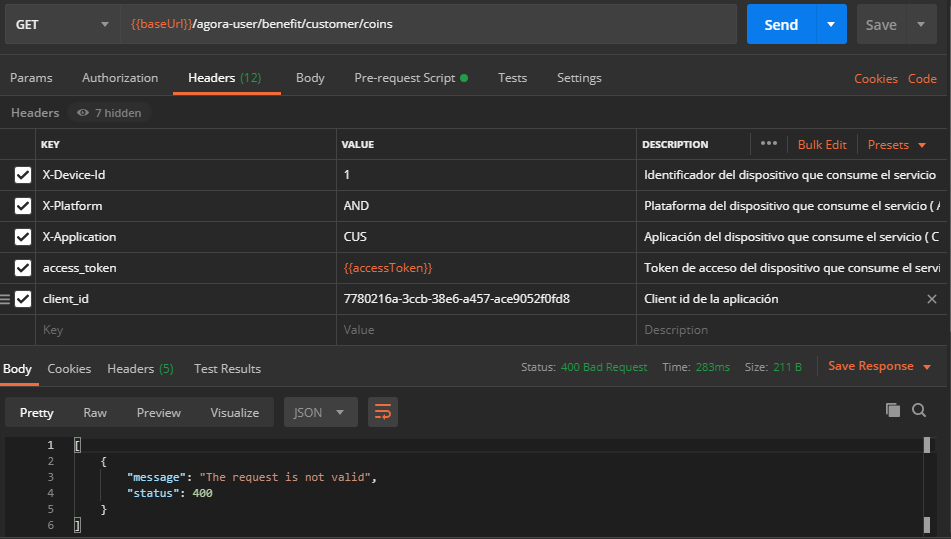 GET {{baseUrl}}/agora-user/benefit/customer/coins Send Save
Params Authorization Headers (12) Body Pre-request Script Tests Settings Cookies Code
Headers 7 hidden
KEY VALUE DESCRIPTION ••• Bulk Edit Presets
X-Device-Id 1 Identificador del dispositivo que consume el servicio
X-Platform AND Plataforma del dispositivo que consume el servicio ( A
X-Application CUS Aplicación del dispositivo que consume el servicio ( C
access_token {{accessToken}} Token de acceso del dispositivo que consume el servi
client_id 7780216a-3ccb-38e6-a457-ace9052f0fd8 Client id de la aplicación
Key Value Description
Body Cookies Headers (5) Test Results Status: 400 Bad Request Time: 283ms Size: 211 B Save Response
Pretty Raw Preview Visualize JSON
1 [
2 {
3 "message": "The request is not valid",
4 "status": 400
5 }
6 ]